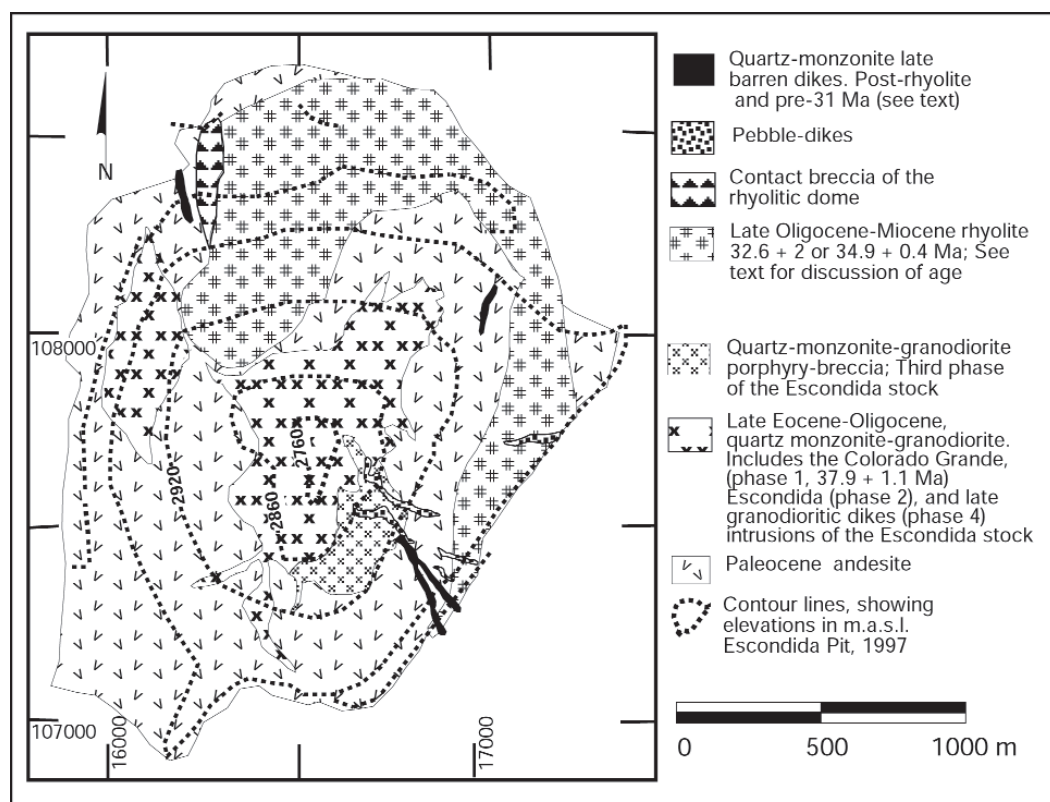 N
108000
107000
16000
17000
2920
2860
2760
Quartz-monzonite late
barren dikes. Post-rhyolite
and pre-31 Ma (see text)
Pebble-dikes
Contact breccia of the
rhyolitic dome
Late Oligocene-Miocene rhyolite
32.6 + 2 or 34.9 + 0.4 Ma; See
text for discussion of age
Quartz-monzonite-granodiorite
porphyry-breccia; Third phase
of the Escondida stock
Late Eocene-Oligocene,
quartz monzonite-granodiorite.
Includes the Colorado Grande,
(phase 1, 37.9 + 1.1 Ma)
Escondida (phase 2), and late
granodioritic dikes (phase 4)
intrusions of the Escondida stock
Paleocene andesite
Contour lines, showing
elevations in m.a.s.l.
Escondida Pit, 1997
0 500 1000 m